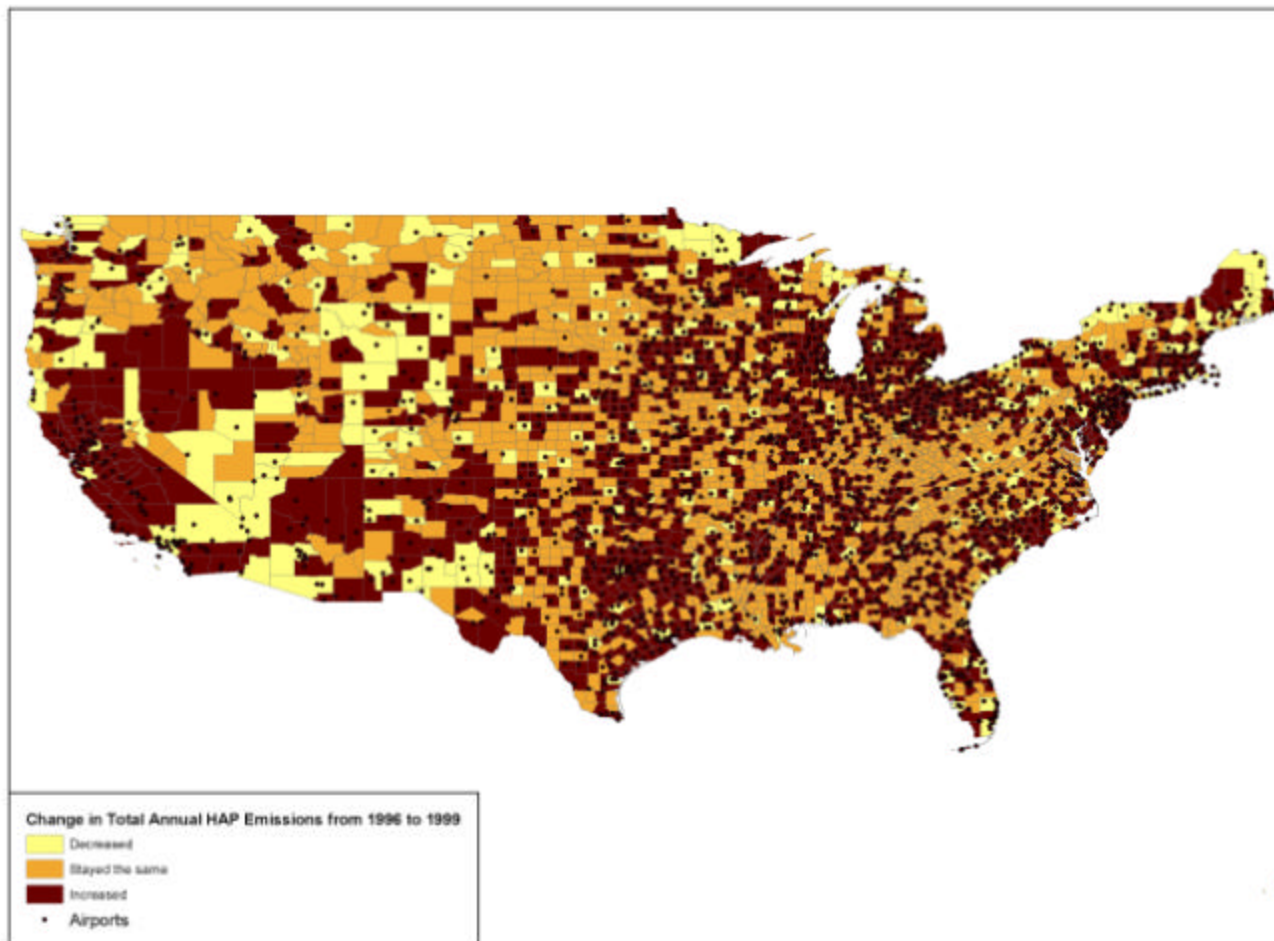 Change in Total Annual HAP Emissions from 1996 to 1999
Decreased
Stayed the same
Increased
Airports